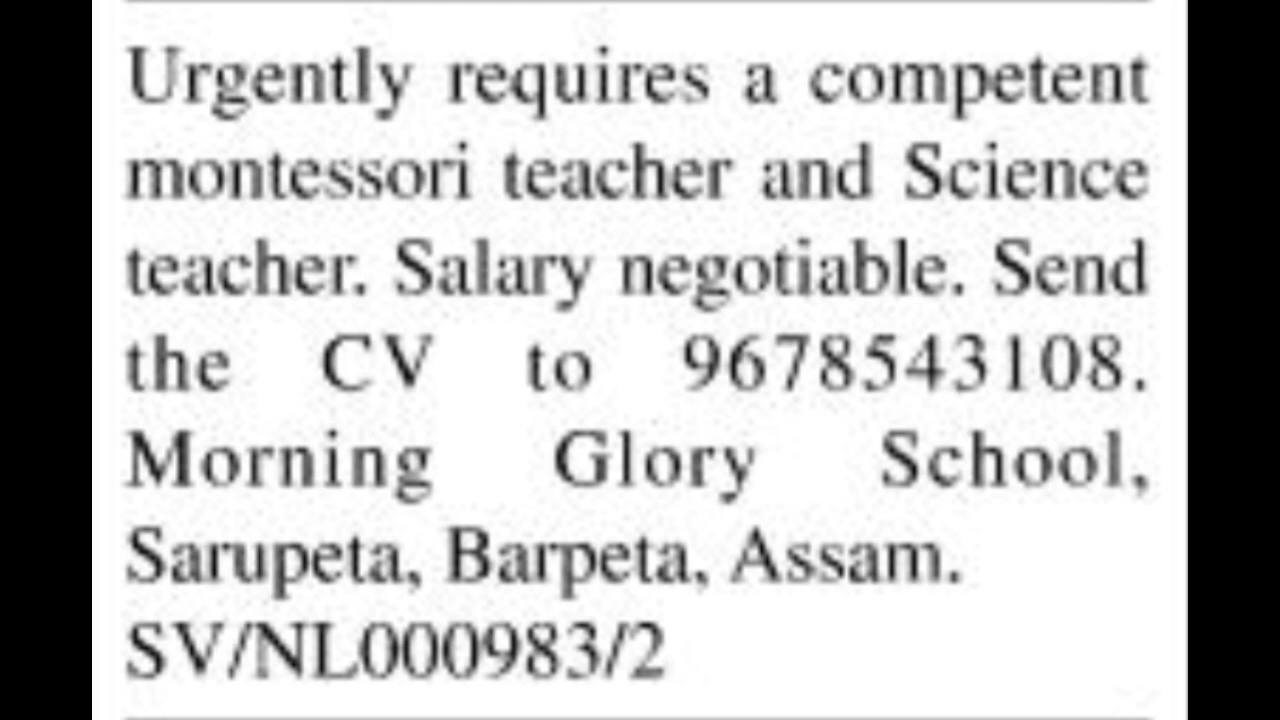 Urgently requires a competent
montessori teacher and Science
teacher. Salary negotiable. Send
the CV to 9678543108.
Morning Glory School,
Sarupeta, Barpeta, Assam.
SV/NL000983/2